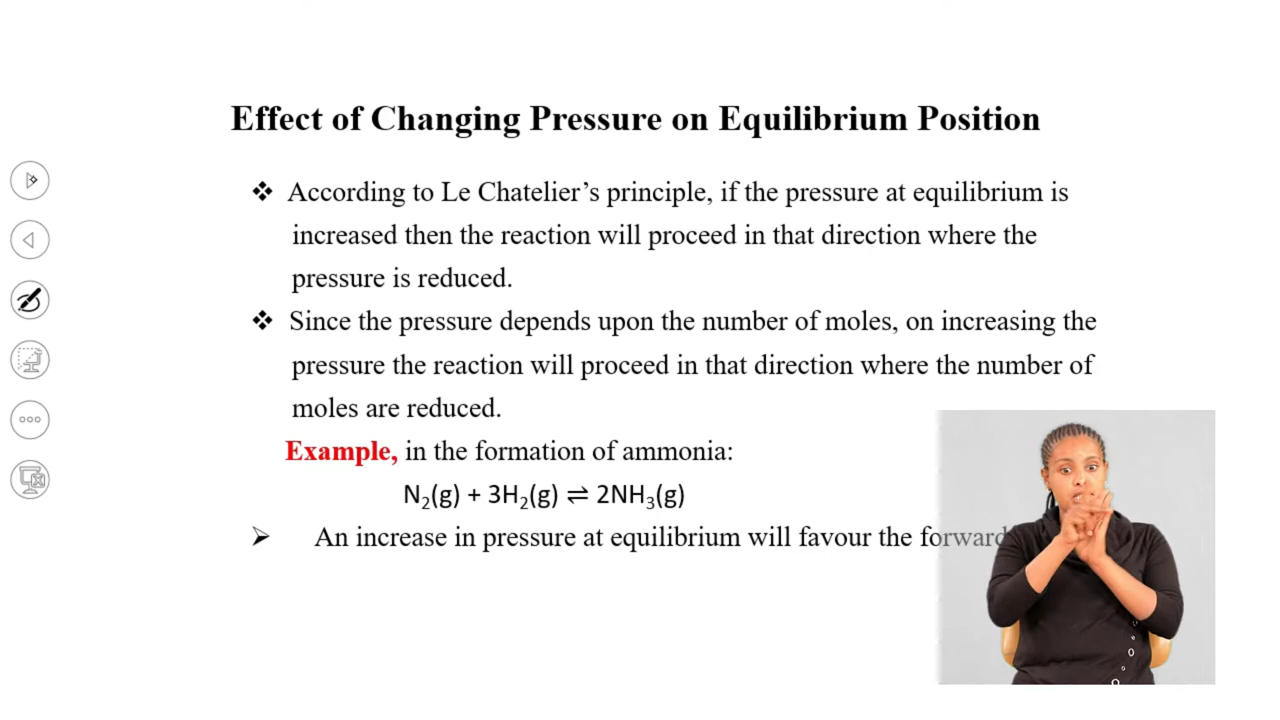 Effect of Changing Pressure on Equilibrium Position
❖ According to Le Chatelier’s principle, if the pressure at equilibrium is
increased then the reaction will proceed in that direction where the
pressure is reduced.
❖ Since the pressure depends upon the number of moles, on increasing the
pressure the reaction will proceed in that direction where the number of
moles are reduced.
Example, in the formation of ammonia:
N₂(g) + 3H₂(g) ⇌ 2NH₃(g)
➢ An increase in pressure at equilibrium will favour the forward